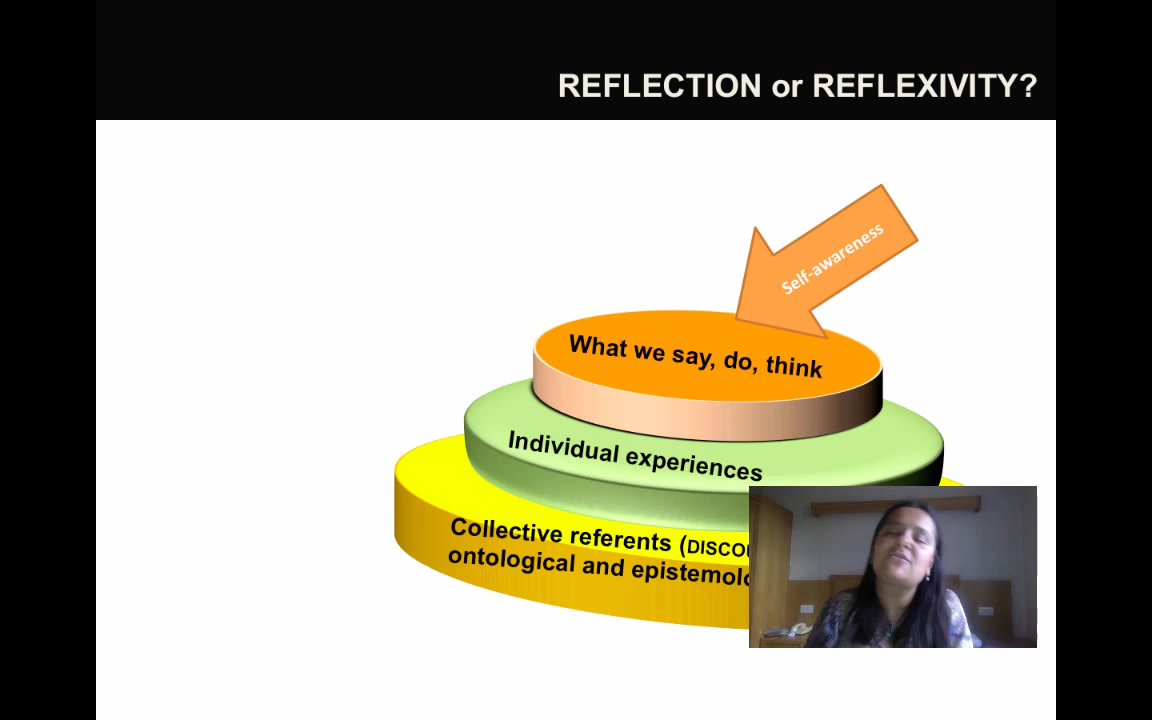 REFLECTION or REFLEXIVITY?
Self-awareness
What we say, do, think
Individual experiences
Collective referents
ontological and